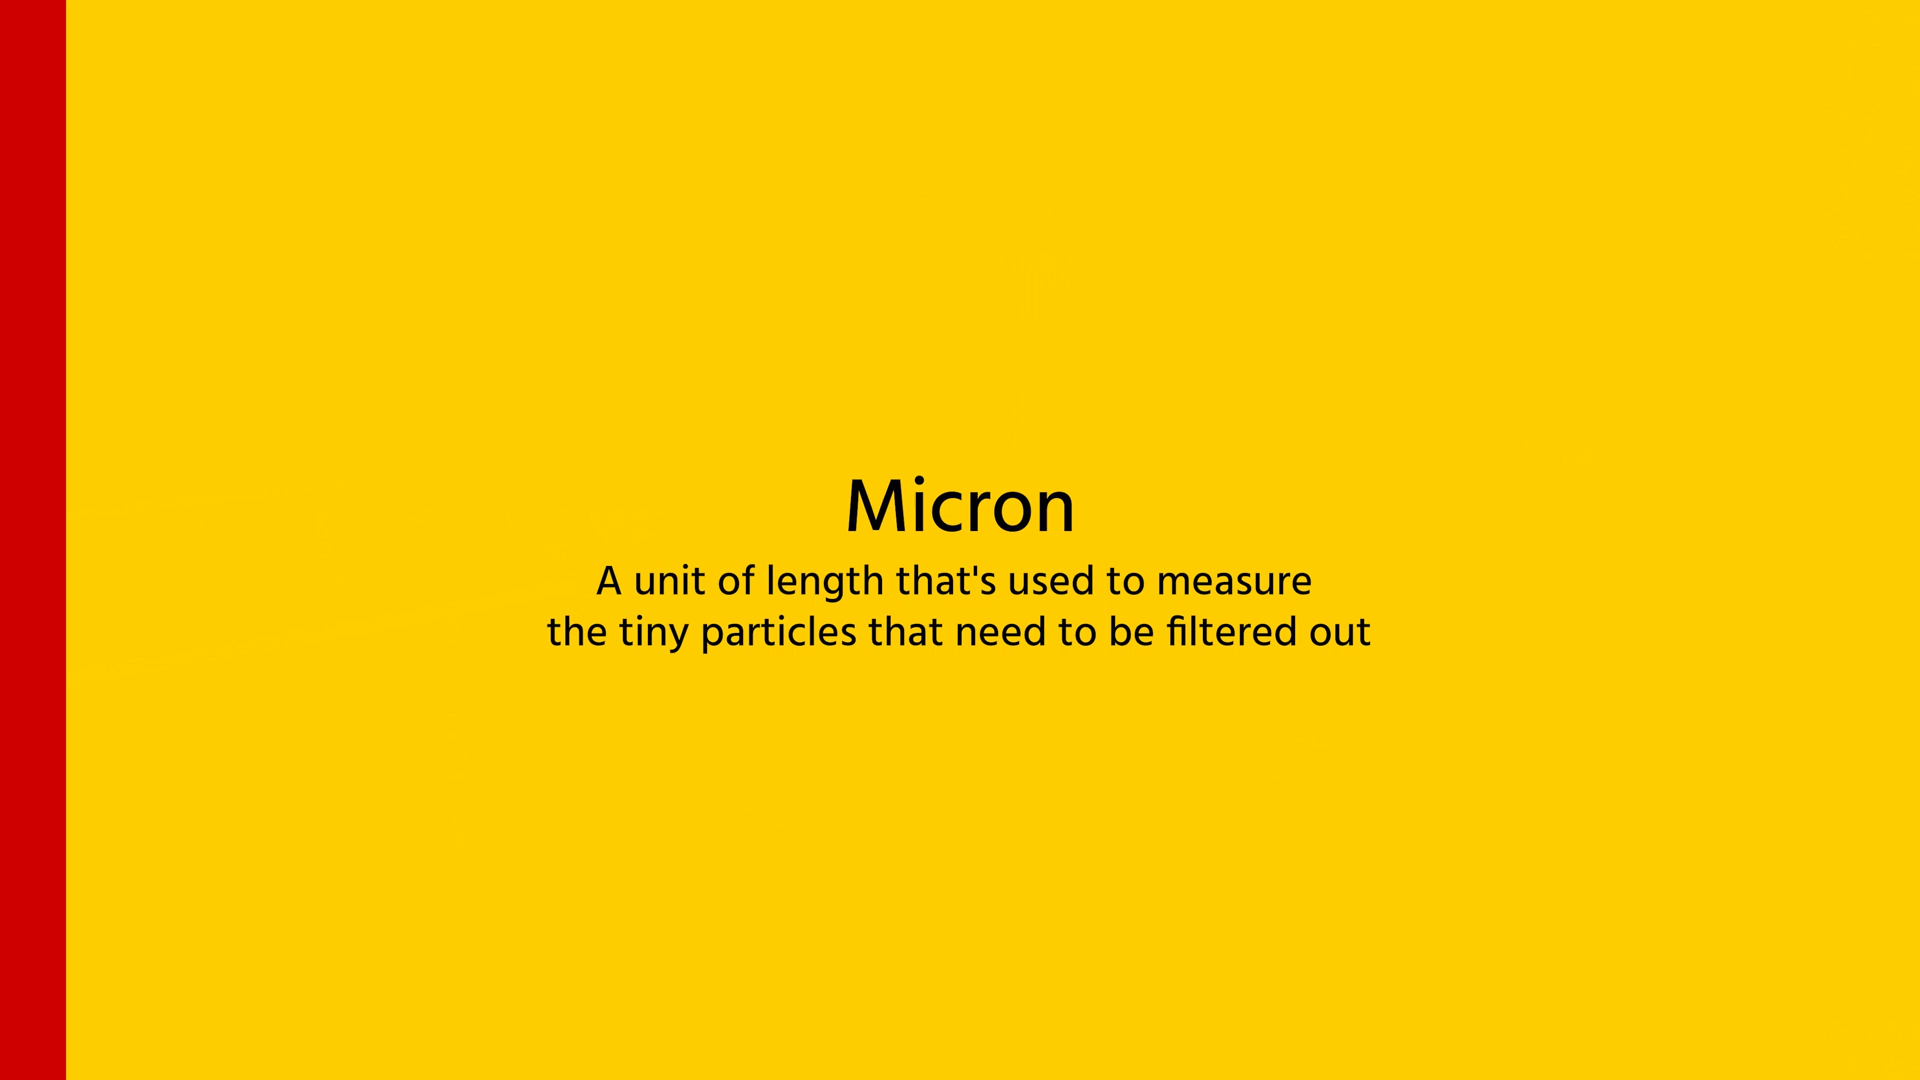 Micron
A unit of length that's used to measure
the tiny particles that need to be filtered out